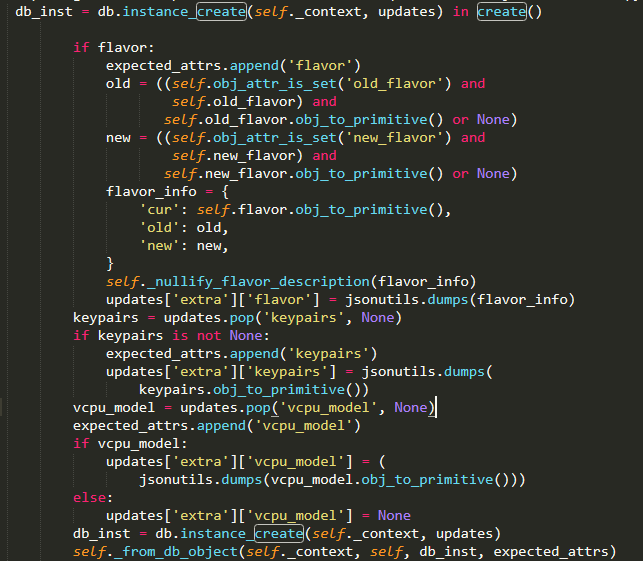 db_inst = db.instance_create(self._context, updates) in create()
if flavor:
expected_attrs.append('flavor')
old = ((self.obj_attr_is_set('old_flavor') and
self.old_flavor) and
self.old_flavor.obj_to_primitive() or None)
new = ((self.obj_attr_is_set('new_flavor') and
self.new_flavor) and
self.new_flavor.obj_to_primitive() or None)
flavor_info = {
'cur': self.flavor.obj_to_primitive(),
'old': old,
'new': new,
}
self._nullify_flavor_description(flavor_info)
updates['extra']['flavor'] = jsonutils.dumps(flavor_info)
keypairs = updates.pop('keypairs', None)
if keypairs is not None:
expected_attrs.append('keypairs')
updates['extra']['keypairs'] = jsonutils.dumps(
keypairs.obj_to_primitive())
vcpu_model = updates.pop('vcpu_model', None)
expected_attrs.append('vcpu_model')
if vcpu_model:
updates['extra']['vcpu_model'] = (
jsonutils.dumps(vcpu_model.obj_to_primitive()))
else:
updates['extra']['vcpu_model'] = None
db_inst = db.instance_create(self._context, updates)
self._from_db_object(self._context, self, db_inst, expected_attrs)